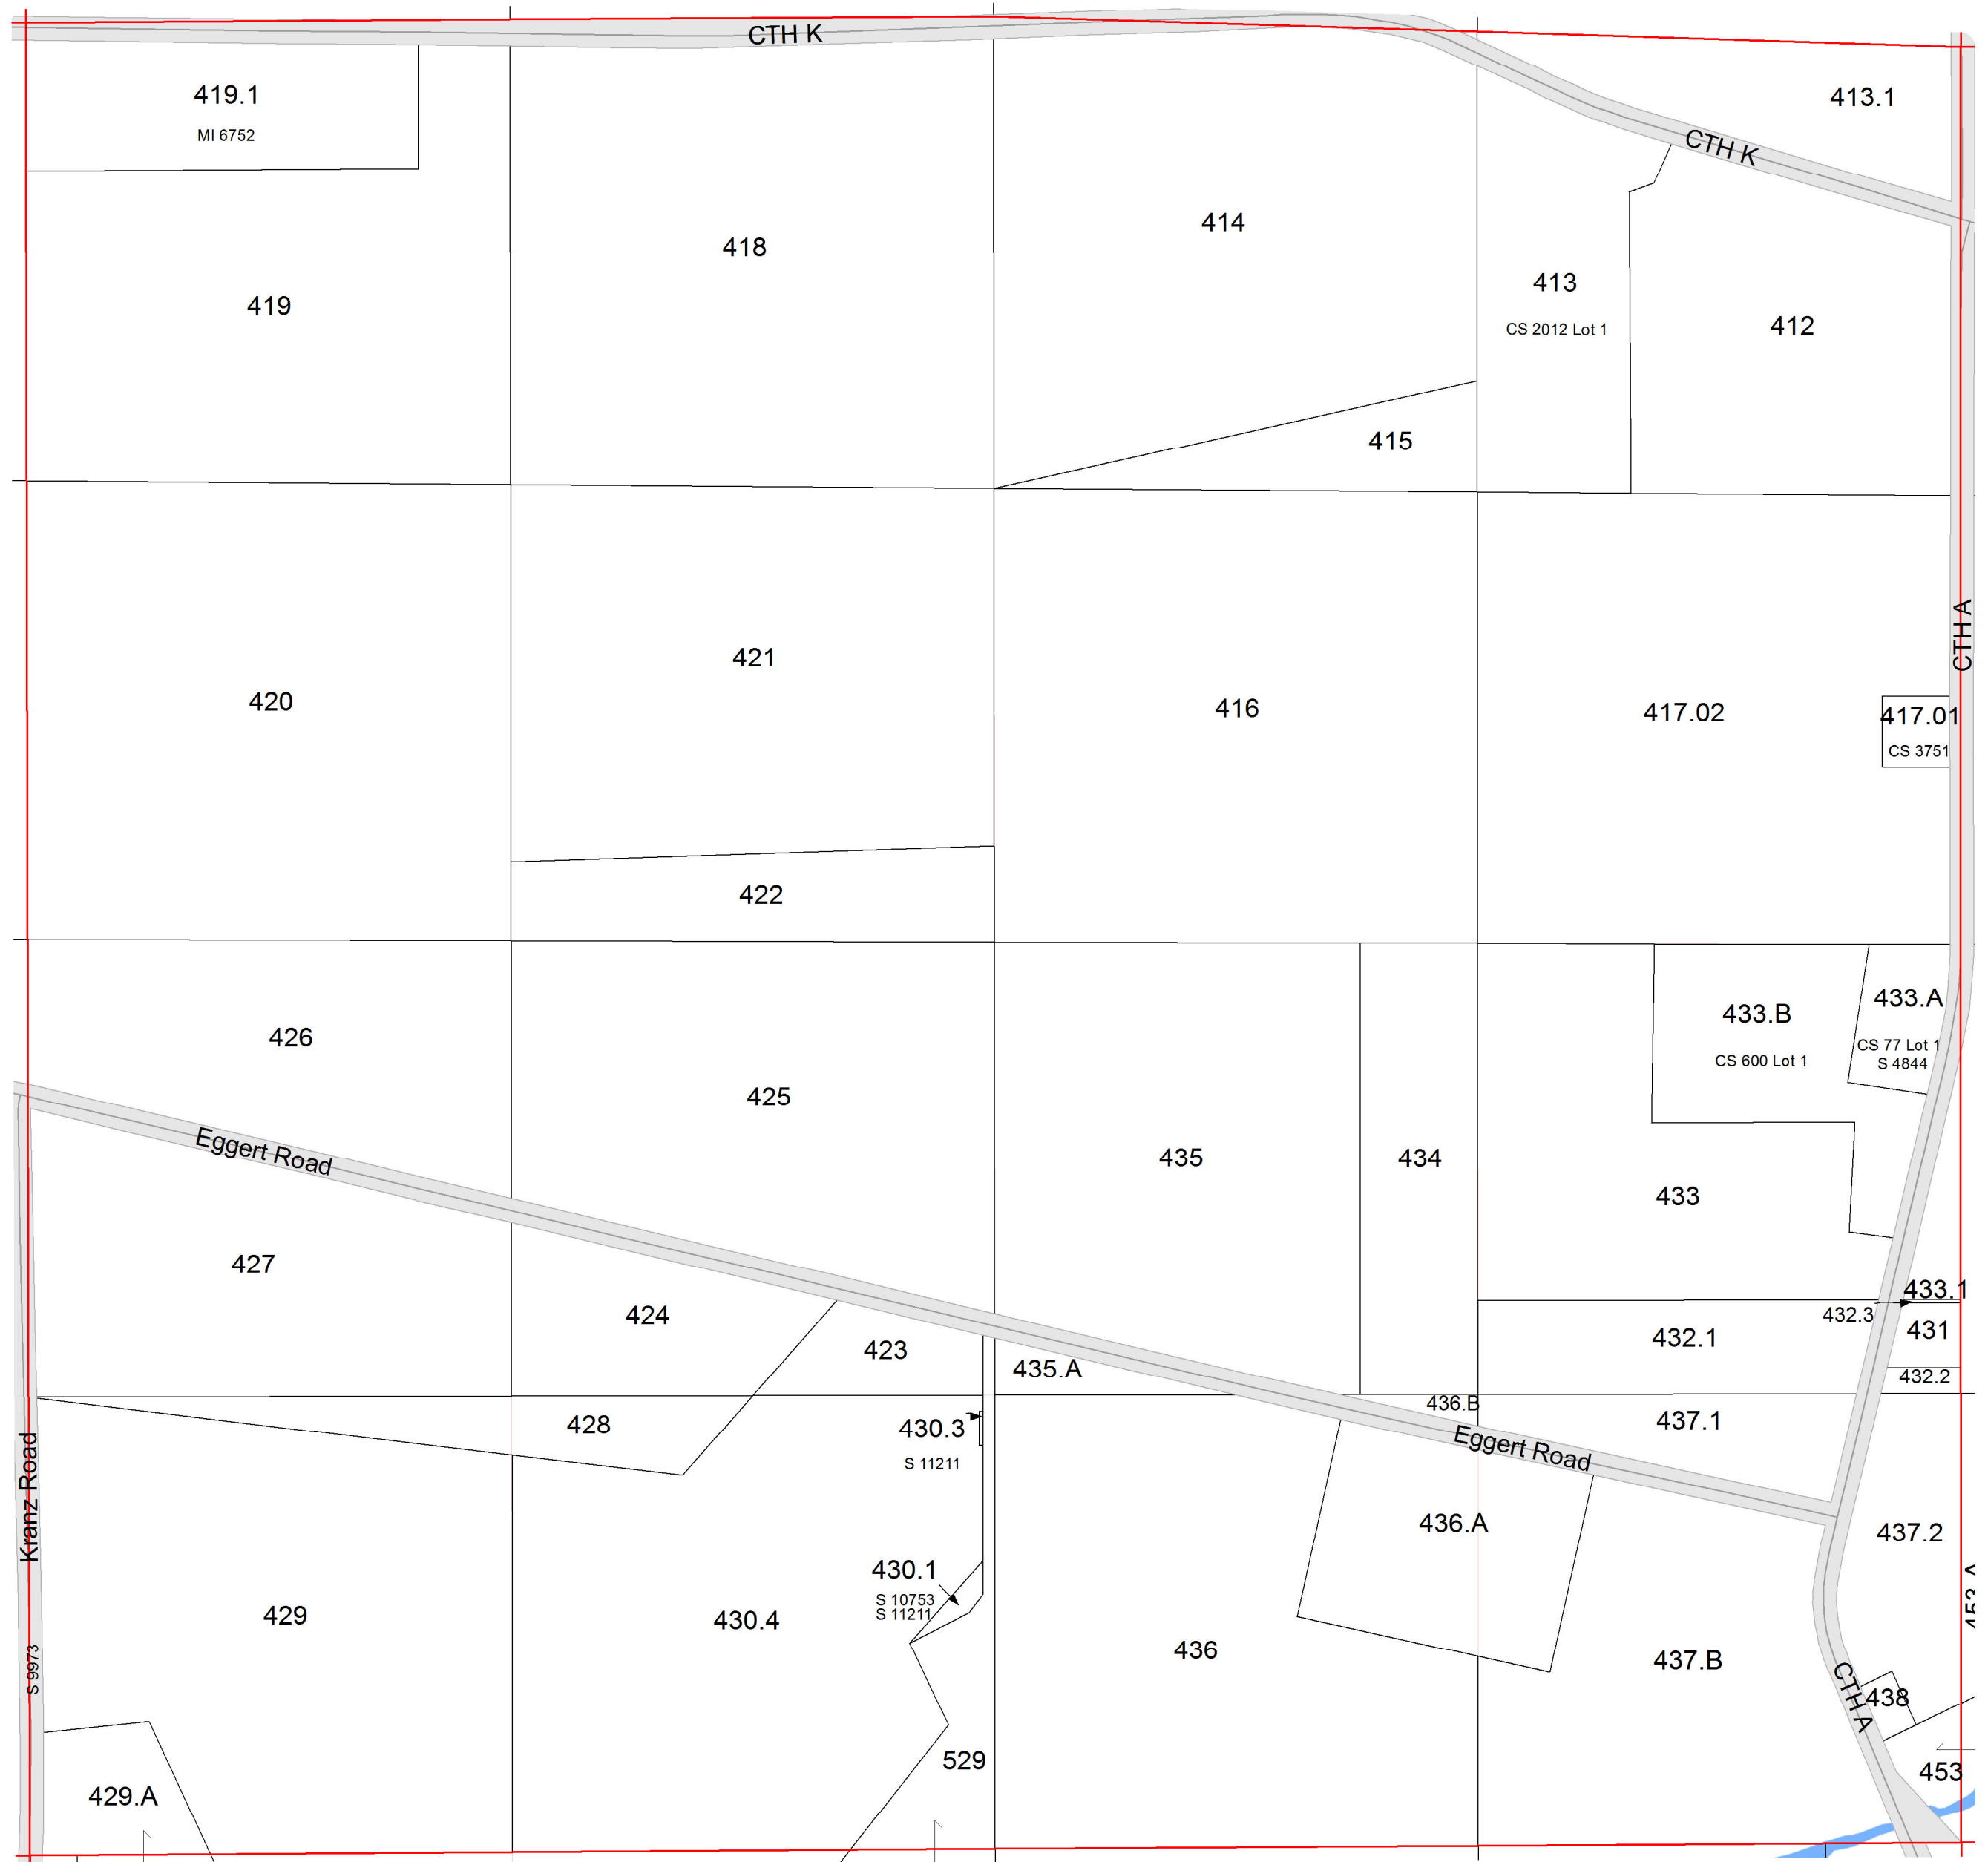 CTH K
419.1
MI 6752
413.1
CTH K
414
418
413
419
CS 2012 Lot 1
412
415
CTH A
421
420
416
417.02
417.01
CS 3751
422
433.A
433.B
426
CS 77 Lot 1
CS 600 Lot 1
S 4844
425
Eggert Road
435
434
433
427
433.1
424
432.3
431
432.1
423
435.A
432.2
436.B
428
430.3
437.1
Eggert Road
S 11211
Kranz Road
436.A
437.2
430.1
453.A
S 10753
S 11211
429
430.4
436
437.B
S 9973
CTH A
438
529
453
429.A